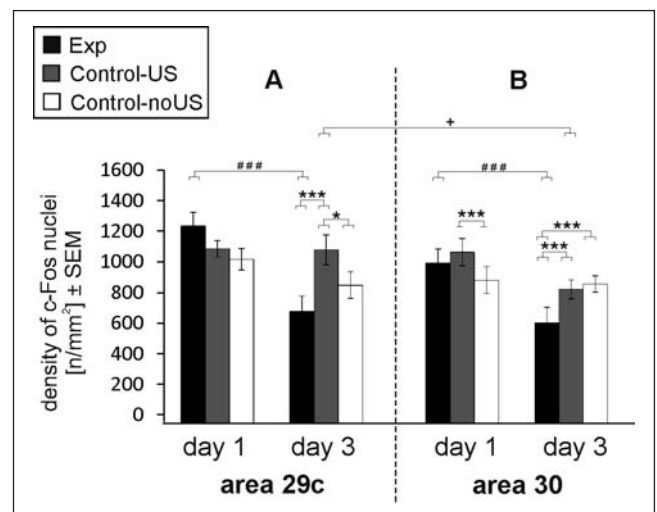 Exp
Control-US
Control-noUS
A
B
+
###
###
***
*
***
***
***
density of c-Fos nuclei
[n/mm²] ± SEM
1600
1400
1200
1000
800
600
400
200
0
day 1
day 3
day 1
day 3
area 29c
area 30